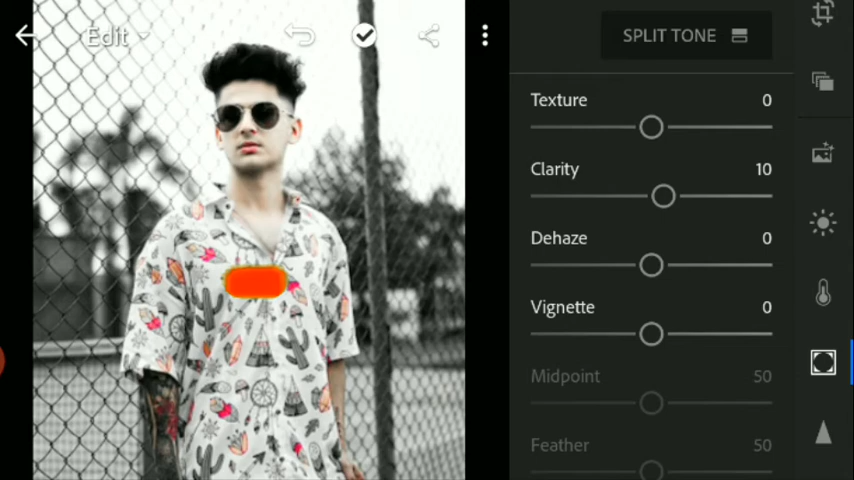 Edit
SPLIT TONE
Texture 0
Clarity 10
Dehaze 0
Vignette 0
Midpoint 50
Feather 50